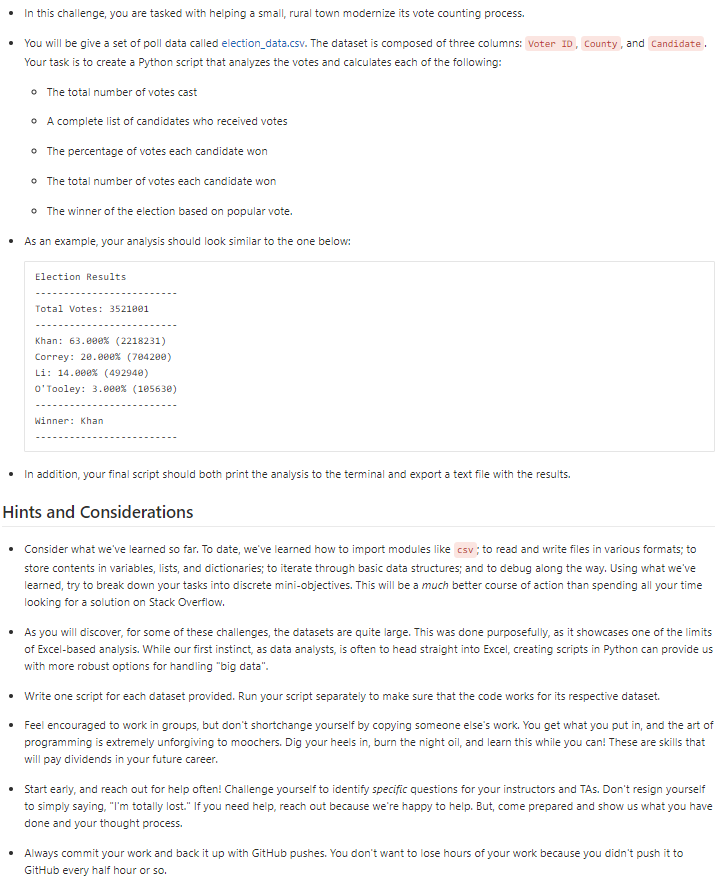 In this challenge, you are tasked with helping a small, rural town modernize its vote counting process.
You will be give a set of poll data called election_data.csv. The dataset is composed of three columns: Voter ID, County, and Candidate.
Your task is to create a Python script that analyzes the votes and calculates each of the following:
The total number of votes cast
A complete list of candidates who received votes
The percentage of votes each candidate won
The total number of votes each candidate won
The winner of the election based on popular vote.
As an example, your analysis should look similar to the one below:
Election Results
-------------------------
Total Votes: 3521001
-------------------------
Khan: 63.000% (2218231)
Correy: 20.000% (704200)
Li: 14.000% (492940)
O'Tooley: 3.000% (105630)
-------------------------
Winner: Khan
-------------------------
In addition, your final script should both print the analysis to the terminal and export a text file with the results.
Hints and Considerations
Consider what we've learned so far. To date, we've learned how to import modules like csv; to read and write files in various formats; to
store contents in variables, lists, and dictionaries; to iterate through basic data structures; and to debug along the way. Using what we've
learned, try to break down your tasks into discrete mini-objectives. This will be a much better course of action than spending all your time
looking for a solution on Stack Overflow.
As you will discover, for some of these challenges, the datasets are quite large. This was done purposefully, as it showcases one of the limits
of Excel-based analysis. While our first instinct, as data analysts, is often to head straight into Excel, creating scripts in Python can provide us
with more robust options for handling "big data".
Write one script for each dataset provided. Run your script separately to make sure that the code works for its respective dataset.
Feel encouraged to work in groups, but don't shortchange yourself by copying someone else's work. You get what you put in, and the art of
programming is extremely unforgiving to moochers. Dig your heels in, burn the night oil, and learn this while you can! These are skills that
will pay dividends in your future career.
Start early, and reach out for help often! Challenge yourself to identify specific questions for your instructors and TAs. Don't resign yourself
to simply saying, "I'm totally lost." If you need help, reach out because we're happy to help. But, come prepared and show us what you have
done and your thought process.
Always commit your work and back it up with GitHub pushes. You don't want to lose hours of your work because you didn't push it to
GitHub every half hour or so.